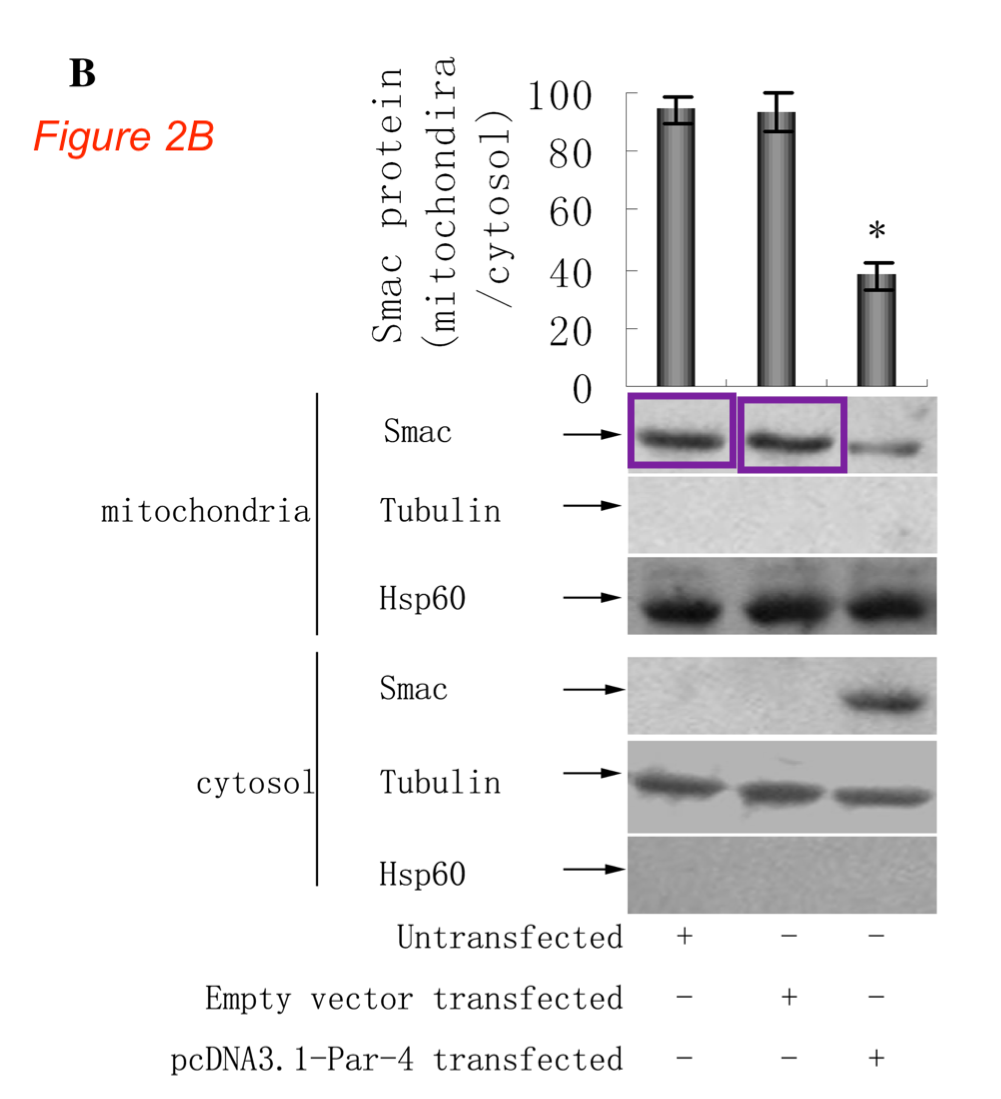 B
Figure 2B
Smac protein
(mitochondira
/cytosol)
100
80
60
40
20
0
*
Smac
Tubulin
Hsp60
mitochondria
Smac
Tubulin
Hsp60
cytosol
Untransfected + − −
Empty vector transfected − + −
pcDNA3.1-Par-4 transfected − − +